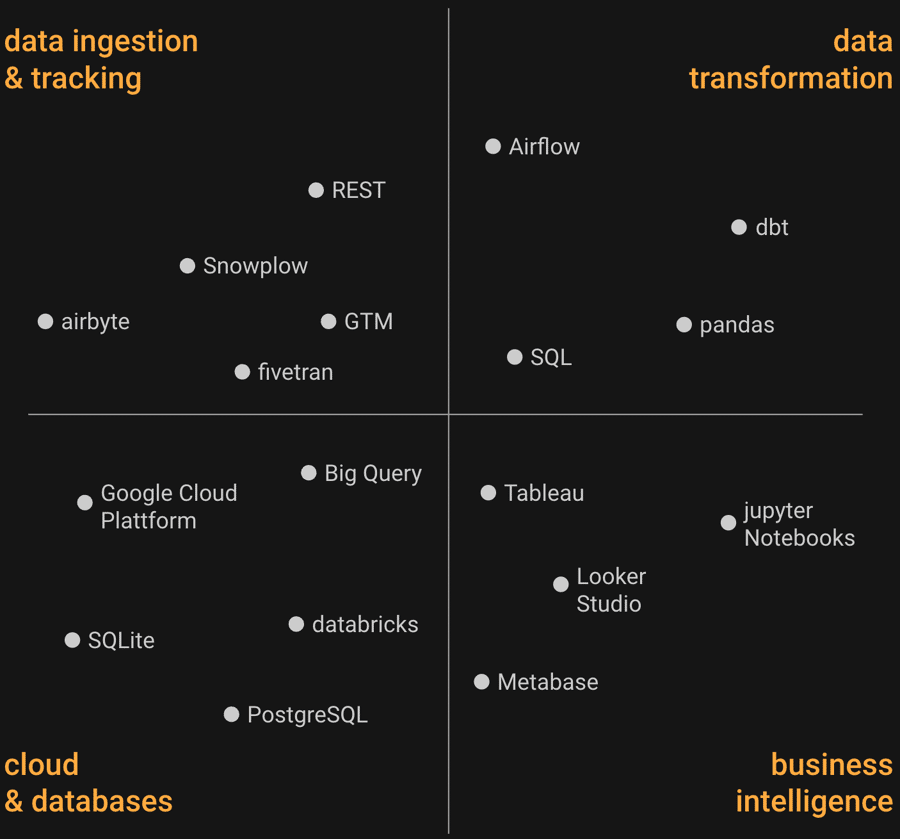 data ingestion
& tracking
data
transformation
Airflow
REST
dbt
Snowplow
airbyte
GTM
pandas
SQL
fivetran
Big Query
Google Cloud
Plattform
Tableau
jupyter
Notebooks
Looker
Studio
databricks
SQLite
Metabase
PostgreSQL
cloud
& databases
business
intelligence